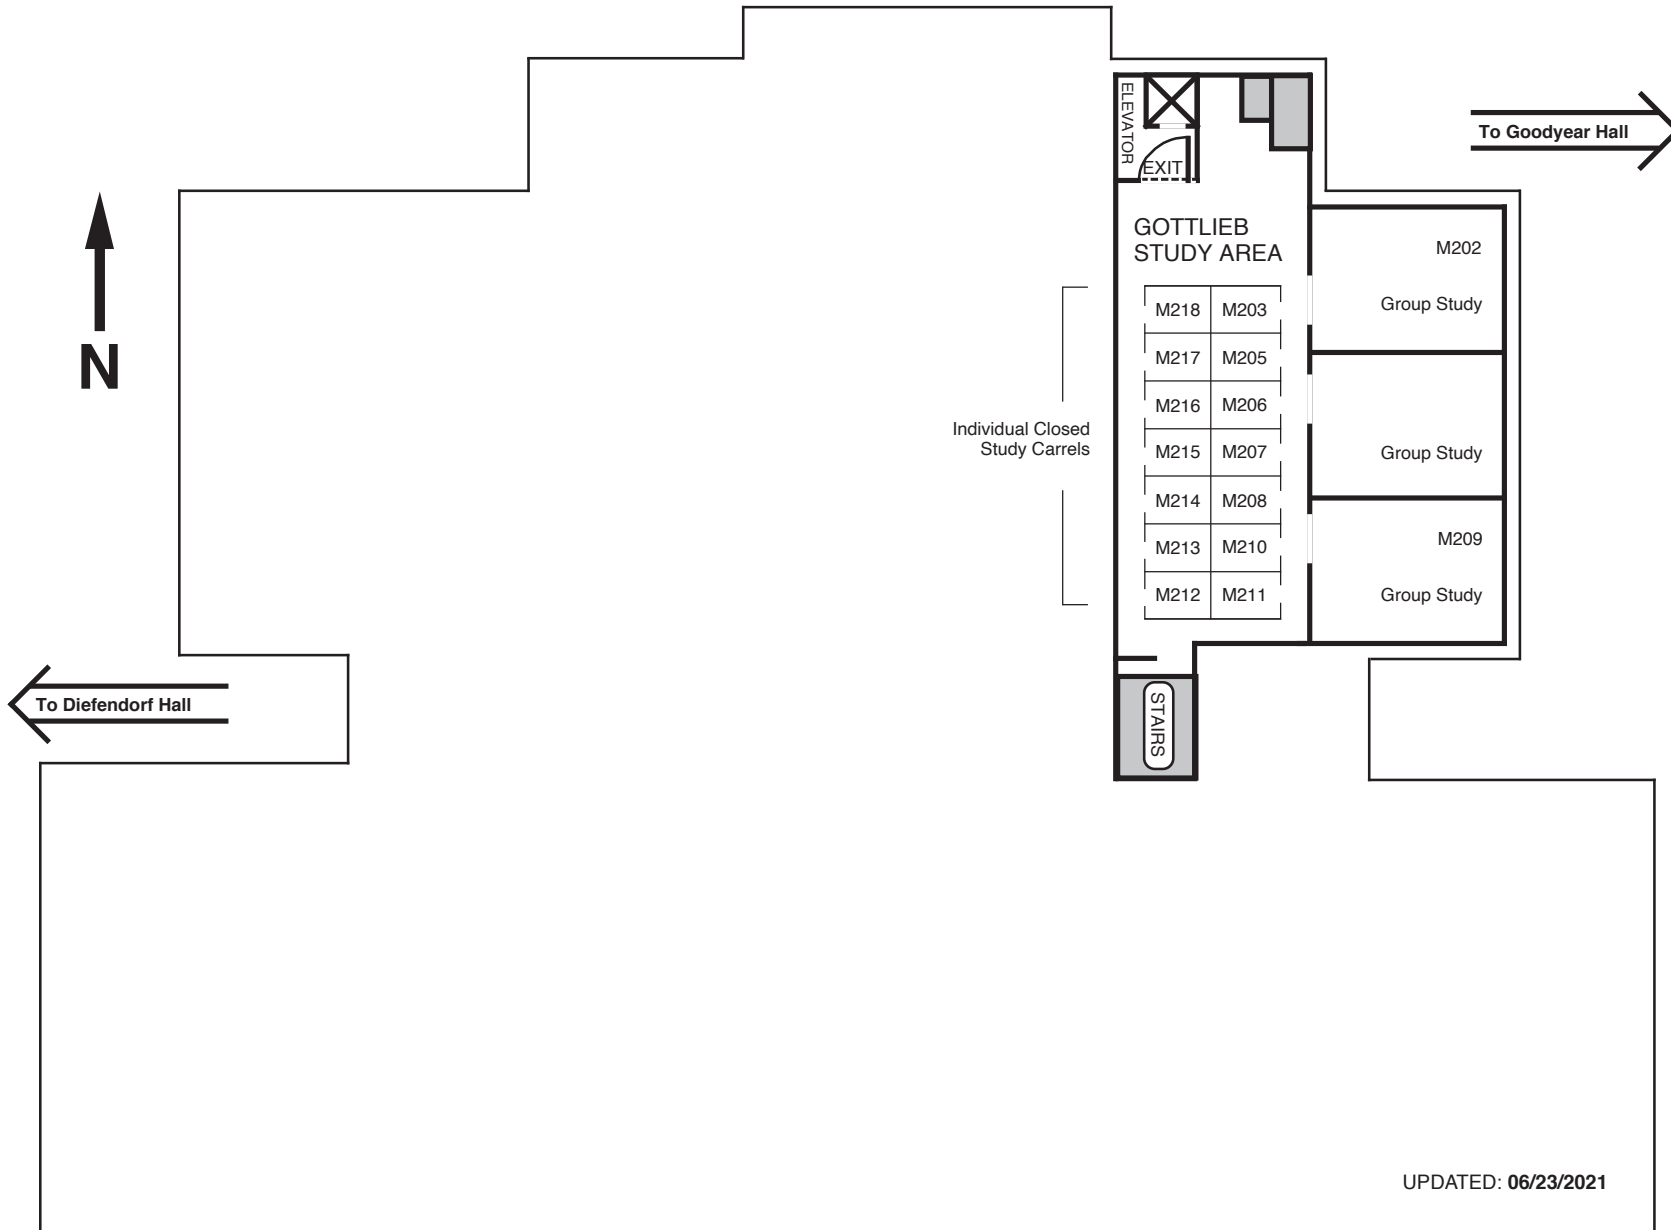 ELEVATOR
EXIT
To Goodyear Hall
GOTTLIEB
STUDY AREA
M202
Group Study
N
M218 M203
M217 M205
M216 M206
M215 M207
M214 M208
M213 M210
M212 M211
Individual Closed
Study Carrels
Group Study
M209
Group Study
To Diefendorf Hall
STAIRS
UPDATED: 06/23/2021